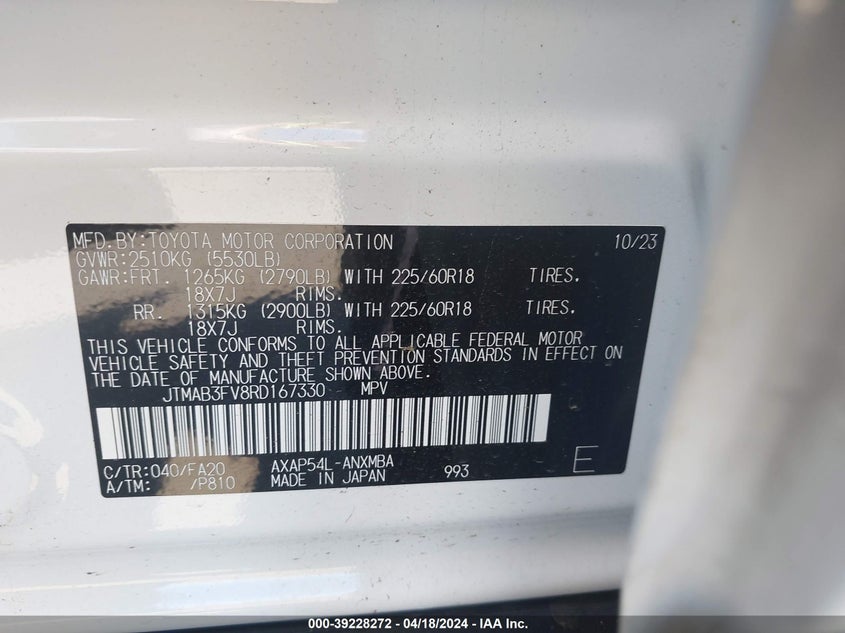 MFD.BY:TOYOTA MOTOR CORPORATION 10/23
GVWR:2510KG (5530LB)
GAWR:FRT. 1265KG (2790LB) WITH 225/60R18 TIRES.
18X7J RIMS.
RR. 1315KG (2900LB) WITH 225/60R18 TIRES.
18X7J RIMS.
THIS VEHICLE CONFORMS TO ALL APPLICABLE FEDERAL MOTOR
VEHICLE SAFETY AND THEFT PREVENTION STANDARDS IN EFFECT ON
THE DATE OF MANUFACTURE SHOWN ABOVE.
JTMAB3FV8RD167330 MPV
C/TR:040/FA20 AXAP54L-ANXMBA 993 E
A/TM: /P810 MADE IN JAPAN
000-39228272 - 04/18/2024 - IAA Inc.